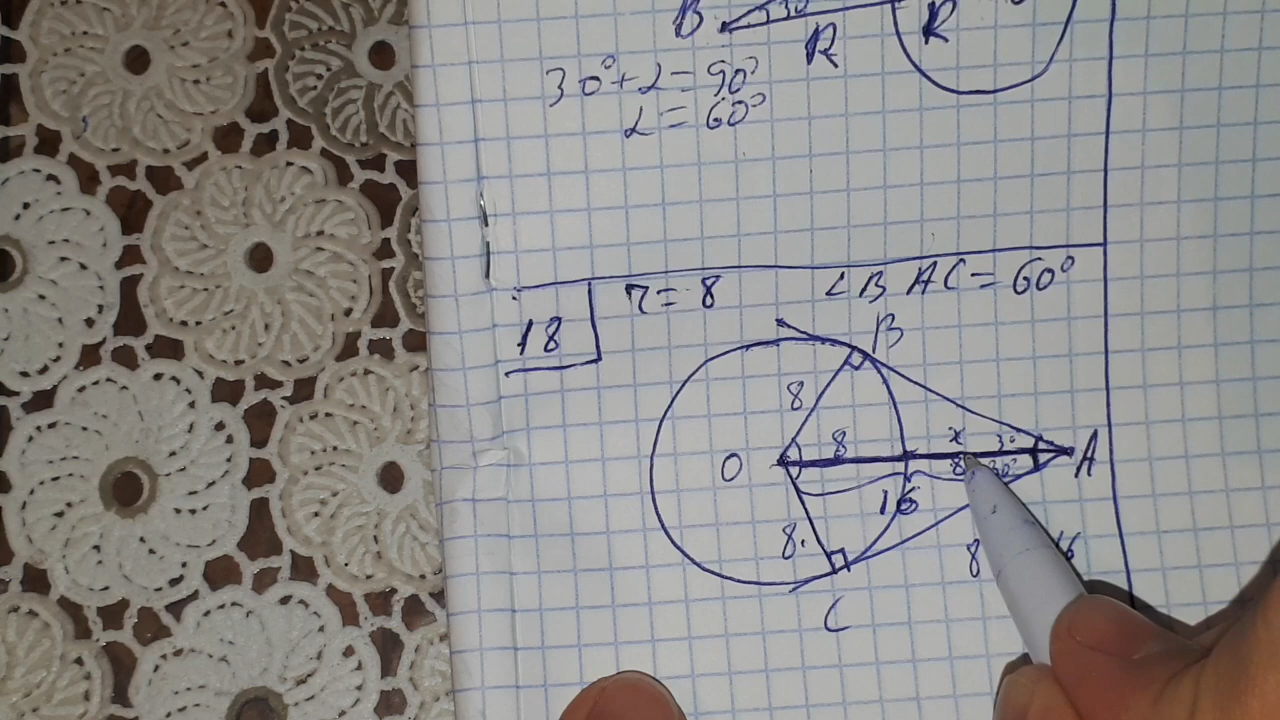 B 30°
R R
30°+α=90°
α=60°
18 r=8 ∠BAC=60°
B
8
O 8 x 30° A
8 30°
16
8 8 16
C